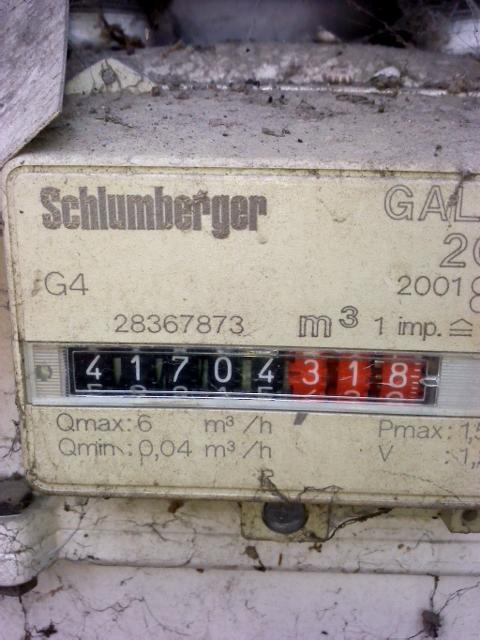 Schlumberger
GAL
G4
2001
28367873 m³ 1 imp. ≙
41704318
Qmax: 6 m³/h Pmax: 1,5
Qmin: 0,04 m³/h V : 1,